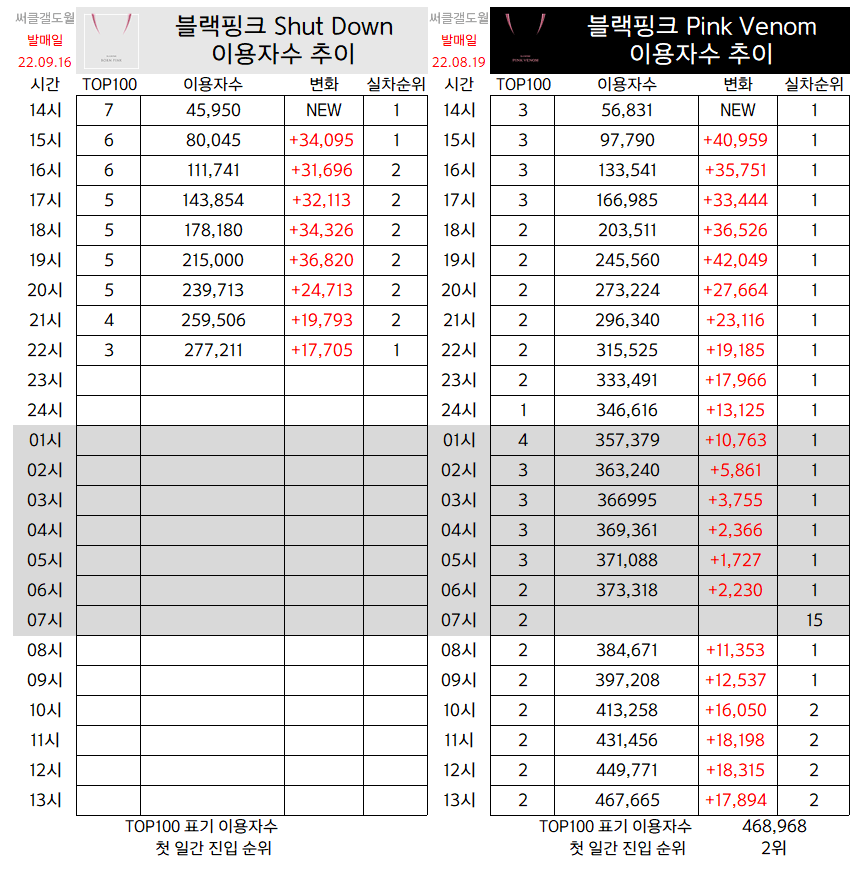 써클갤도월
발매일
22.09.16
블랙핑크 Shut Down
이용자수 추이
시간 TOP100 이용자수 변화 실차순위
14시 7 45,950 NEW 1
15시 6 80,045 +34,095 1
16시 6 111,741 +31,696 2
17시 5 143,854 +32,113 2
18시 5 178,180 +34,326 2
19시 5 215,000 +36,820 2
20시 5 239,713 +24,713 2
21시 4 259,506 +19,793 2
22시 3 277,211 +17,705 1
23시
24시
01시
02시
03시
04시
05시
06시
07시
08시
09시
10시
11시
12시
13시
TOP100 표기 이용자수
첫 일간 진입 순위
써클갤도월
발매일
22.08.19
블랙핑크 Pink Venom
이용자수 추이
시간 TOP100 이용자수 변화 실차순위
14시 3 56,831 NEW 1
15시 3 97,790 +40,959 1
16시 3 133,541 +35,751 1
17시 3 166,985 +33,444 1
18시 2 203,511 +36,526 1
19시 2 245,560 +42,049 1
20시 2 273,224 +27,664 1
21시 2 296,340 +23,116 1
22시 2 315,525 +19,185 1
23시 2 333,491 +17,966 1
24시 1 346,616 +13,125 1
01시 4 357,379 +10,763 1
02시 3 363,240 +5,861 1
03시 3 366995 +3,755 1
04시 3 369,361 +2,366 1
05시 3 371,088 +1,727 1
06시 2 373,318 +2,230 1
07시 2 15
08시 2 384,671 +11,353 1
09시 2 397,208 +12,537 1
10시 2 413,258 +16,050 2
11시 2 431,456 +18,198 2
12시 2 449,771 +18,315 2
13시 2 467,665 +17,894 2
TOP100 표기 이용자수 468,968
첫 일간 진입 순위 2위